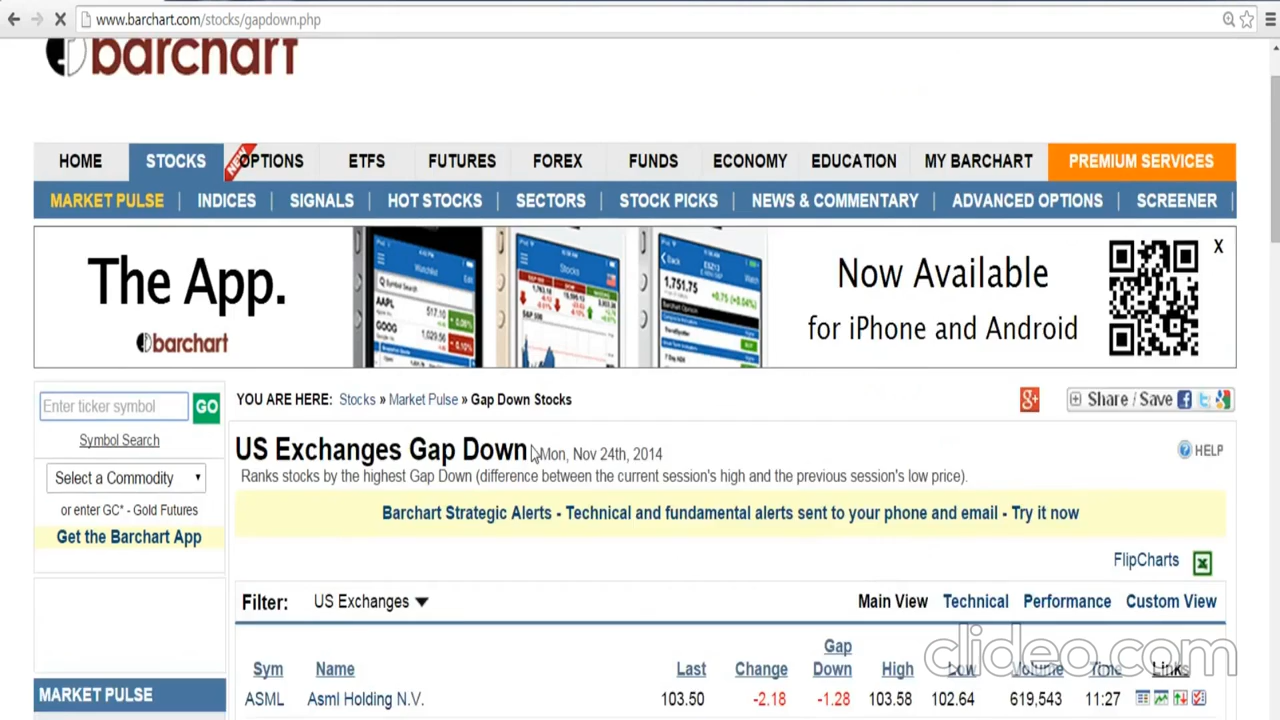 www.barchart.com/stocks/gapdown.php
barchart
HOME STOCKS NEW OPTIONS ETFS FUTURES FOREX FUNDS ECONOMY EDUCATION MY BARCHART PREMIUM SERVICES
MARKET PULSE | INDICES | SIGNALS | HOT STOCKS | SECTORS | STOCK PICKS | NEWS & COMMENTARY | ADVANCED OPTIONS | SCREENER |
The App.
barchart
Now Available
for iPhone and Android
X
Enter ticker symbol GO
Symbol Search
Select a Commodity
or enter GC* - Gold Futures
Get the Barchart App
MARKET PULSE
YOU ARE HERE: Stocks » Market Pulse » Gap Down Stocks
Share / Save
US Exchanges Gap Down Mon, Nov 24th, 2014
HELP
Ranks stocks by the highest Gap Down (difference between the current session's high and the previous session's low price).
Barchart Strategic Alerts - Technical and fundamental alerts sent to your phone and email - Try it now
FlipCharts
Filter: US Exchanges Main View Technical Performance Custom View
Sym Name Last Change Gap Down High Low Volume Time Links
ASML Asml Holding N.V. 103.50 -2.18 -1.28 103.58 102.64 619,543 11:27
clideo.com